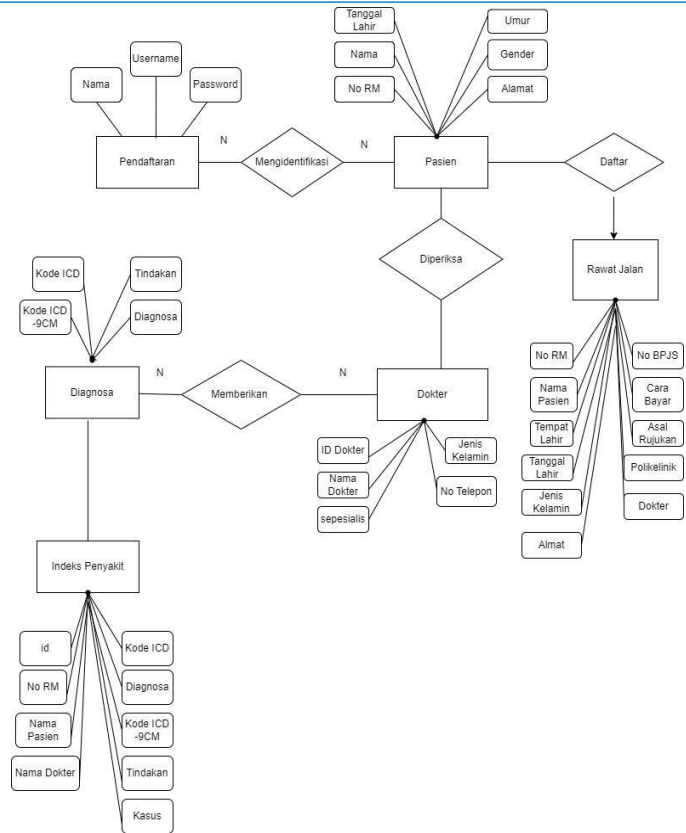 Tanggal
Lahir
Umur
Username
Nama
Gender
Nama
Password
No RM
Alamat
Pendaftaran
N
Mengidentifikasi
N
Pasien
Daftar
Diperiksa
Rawat Jalan
Kode ICD
Tindakan
Kode ICD
-9CM
Diagnosa
Diagnosa
N
Memberikan
N
Dokter
No RM
No BPJS
Nama
Pasien
Cara
Bayar
Tempat
Lahir
Asal
Rujukan
Tanggal
Lahir
Polikelinik
Jenis
Kelamin
Dokter
Almat
ID Dokter
Jenis
Kelamin
Nama
Dokter
No Telepon
sepesialis
Indeks Penyakit
id
Kode ICD
No RM
Diagnosa
Nama
Pasien
Kode ICD
-9CM
Nama Dokter
Tindakan
Kasus